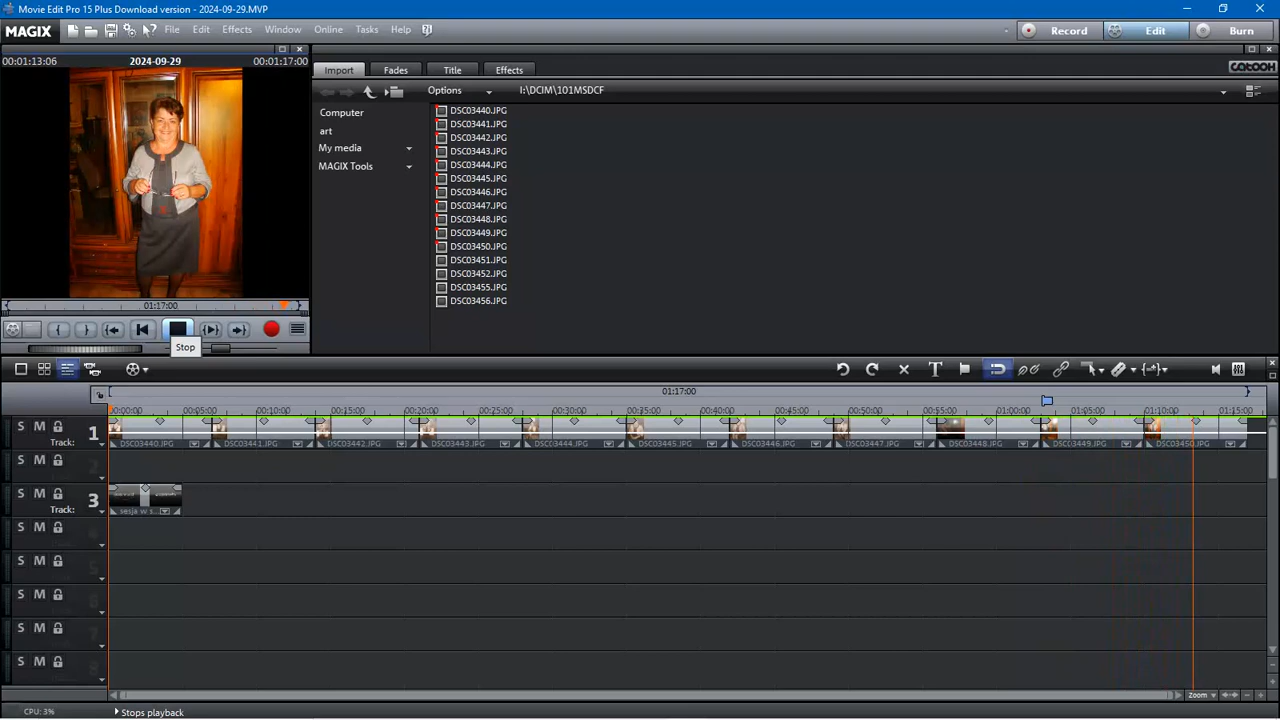 Movie Edit Pro 15 Plus Download version - 2024-09-29.MVP
MAGIX
File Edit Effects Window Online Tasks Help
Record Edit Burn
00:01:13:06 2024-09-29 00:01:17:00
Import Fades Title Effects
catooh
Options I:\DCIM\101MSDCF
Computer
art
My media
MAGIX Tools
DSC03440.JPG
DSC03441.JPG
DSC03442.JPG
DSC03443.JPG
DSC03444.JPG
DSC03445.JPG
DSC03446.JPG
DSC03447.JPG
DSC03448.JPG
DSC03449.JPG
DSC03450.JPG
DSC03451.JPG
DSC03452.JPG
DSC03455.JPG
DSC03456.JPG
01:17:00
Stop
01:17:00
00:00:00 00:05:00 00:10:00 00:15:00 00:20:00 00:25:00 00:30:00 00:35:00 00:40:00 00:45:00 00:50:00 00:55:00 01:00:00 01:05:00 01:10:00 01:15:00
S M 1
Track: DSC03440.JPG DSC03441.JPG DSC03442.JPG DSC03443.JPG DSC03444.JPG DSC03445.JPG DSC03446.JPG DSC03447.JPG DSC03448.JPG DSC03449.JPG DSC03450.JPG
S M 2
S M 3
Track: sesja w s...
S M 4
S M 5
S M 6
S M 7
S M 8
Zoom
CPU: 3% Stops playback